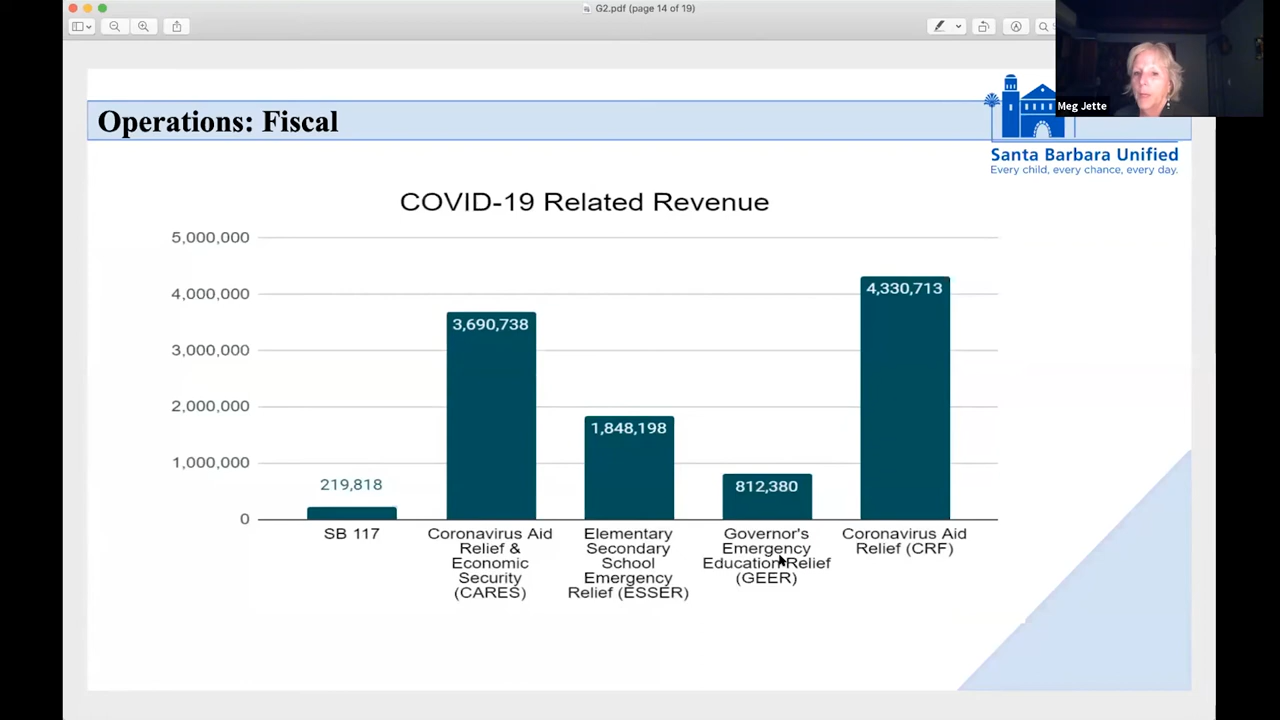 G2.pdf (page 14 of 19)
Meg Jette
Operations: Fiscal
Santa Barbara Unified
Every child, every chance, every day.
COVID-19 Related Revenue
5,000,000
4,000,000
3,000,000
2,000,000
1,000,000
0
219,818
3,690,738
1,848,198
812,380
4,330,713
SB 117
Coronavirus Aid
Relief &
Economic
Security
(CARES)
Elementary
Secondary
School
Emergency
Relief (ESSER)
Governor's
Emergency
Education Relief
(GEER)
Coronavirus Aid
Relief (CRF)